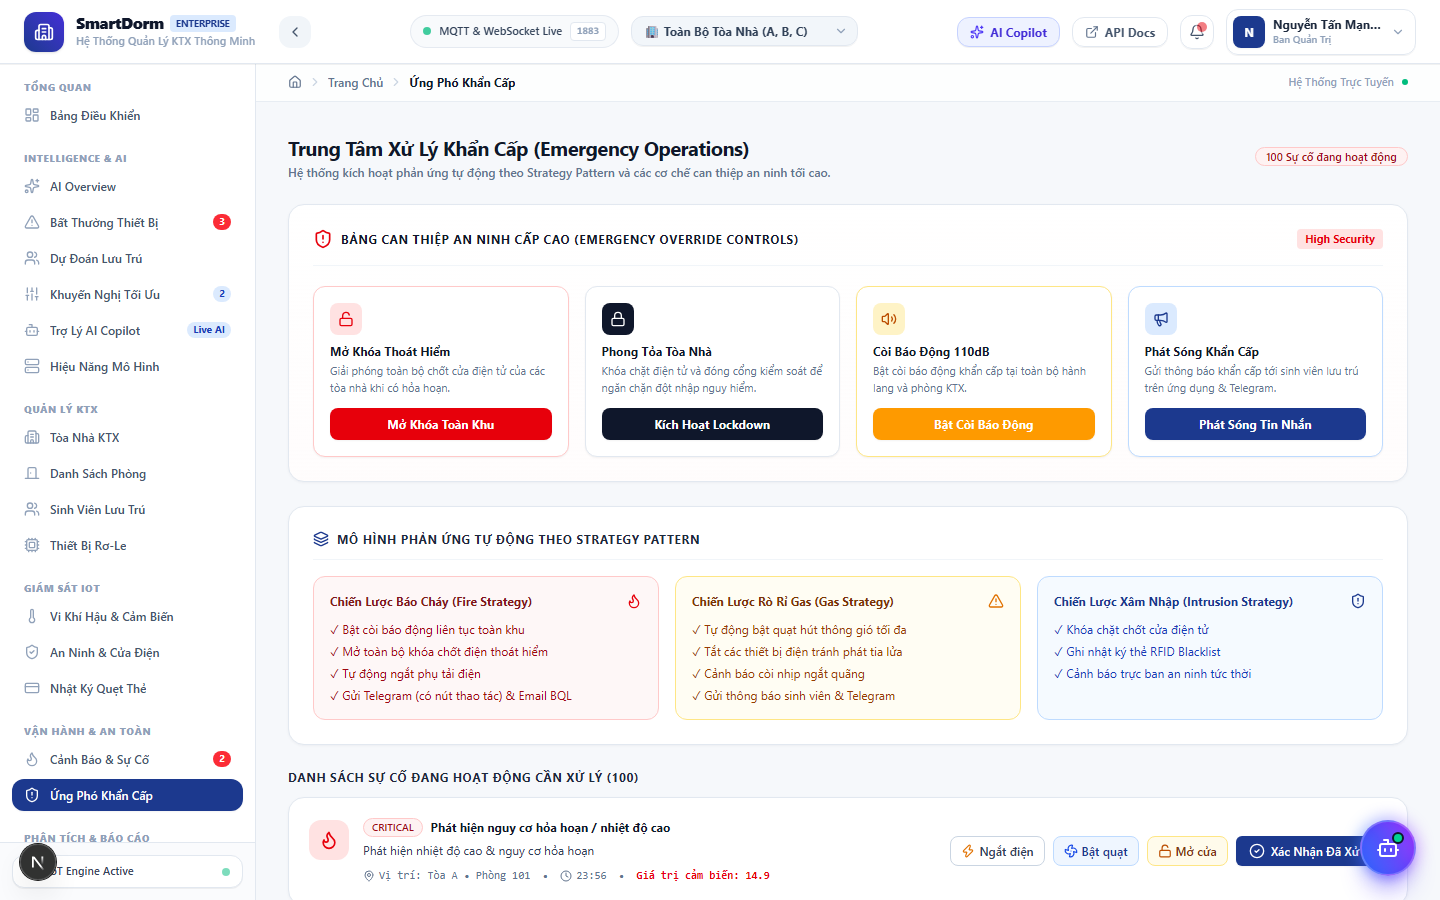 SmartDorm ENTERPRISE
Hệ Thống Quản Lý KTX Thông Minh
MQTT & WebSocket Live 1883
Toàn Bộ Tòa Nhà (A, B, C)
AI Copilot
API Docs
N
Nguyễn Tấn Mạn...
Ban Quản Trị
TỔNG QUAN
Bảng Điều Khiển
INTELLIGENCE & AI
AI Overview
Bất Thường Thiết Bị 3
Dự Đoán Lưu Trú
Khuyến Nghị Tối Ưu 2
Trợ Lý AI Copilot Live AI
Hiệu Năng Mô Hình
QUẢN LÝ KTX
Tòa Nhà KTX
Danh Sách Phòng
Sinh Viên Lưu Trú
Thiết Bị Rơ-Le
GIÁM SÁT IOT
Vi Khí Hậu & Cảm Biến
An Ninh & Cửa Điện
Nhật Ký Quẹt Thẻ
VẬN HÀNH & AN TOÀN
Cảnh Báo & Sự Cố 2
Ứng Phó Khẩn Cấp
PHÂN TÍCH & BÁO CÁO
N
T Engine Active
Trang Chủ
Ứng Phó Khẩn Cấp
Hệ Thống Trực Tuyến
Trung Tâm Xử Lý Khẩn Cấp (Emergency Operations)
Hệ thống kích hoạt phản ứng tự động theo Strategy Pattern và các cơ chế can thiệp an ninh tối cao.
100 Sự cố đang hoạt động
BẢNG CAN THIỆP AN NINH CẤP CAO (EMERGENCY OVERRIDE CONTROLS)
High Security
Mở Khóa Thoát Hiểm
Giải phóng toàn bộ chốt cửa điện tử của các
tòa nhà khi có hỏa hoạn.
Mở Khóa Toàn Khu
Phong Tỏa Tòa Nhà
Khóa chặt điện tử và đóng cổng kiểm soát để
ngăn chặn đột nhập nguy hiểm.
Kích Hoạt Lockdown
Còi Báo Động 110dB
Bật còi báo động khẩn cấp tại toàn bộ hành
lang và phòng KTX.
Bật Còi Báo Động
Phát Sóng Khẩn Cấp
Gửi thông báo khẩn cấp tới sinh viên lưu trú
trên ứng dụng & Telegram.
Phát Sóng Tin Nhắn
MÔ HÌNH PHẢN ỨNG TỰ ĐỘNG THEO STRATEGY PATTERN
Chiến Lược Báo Cháy (Fire Strategy)
✓ Bật còi báo động liên tục toàn khu
✓ Mở toàn bộ khóa chốt điện thoát hiểm
✓ Tự động ngắt phụ tải điện
✓ Gửi Telegram (có nút thao tác) & Email BQL
Chiến Lược Rò Rỉ Gas (Gas Strategy)
✓ Tự động bật quạt hút thông gió tối đa
✓ Tắt các thiết bị điện tránh phát tia lửa
✓ Cảnh báo còi nhịp ngắt quãng
✓ Gửi thông báo sinh viên & Telegram
Chiến Lược Xâm Nhập (Intrusion Strategy)
✓ Khóa chặt chốt cửa điện tử
✓ Ghi nhật ký thẻ RFID Blacklist
✓ Cảnh báo trực ban an ninh tức thời
DANH SÁCH SỰ CỐ ĐANG HOẠT ĐỘNG CẦN XỬ LÝ (100)
CRITICAL Phát hiện nguy cơ hỏa hoạn / nhiệt độ cao
Phát hiện nhiệt độ cao & nguy cơ hỏa hoạn
Vị trí: Tòa A • Phòng 101 • 23:56 • Giá trị cảm biến: 14.9
Ngắt điện
Bật quạt
Mở cửa
Xác Nhận Đã Xử